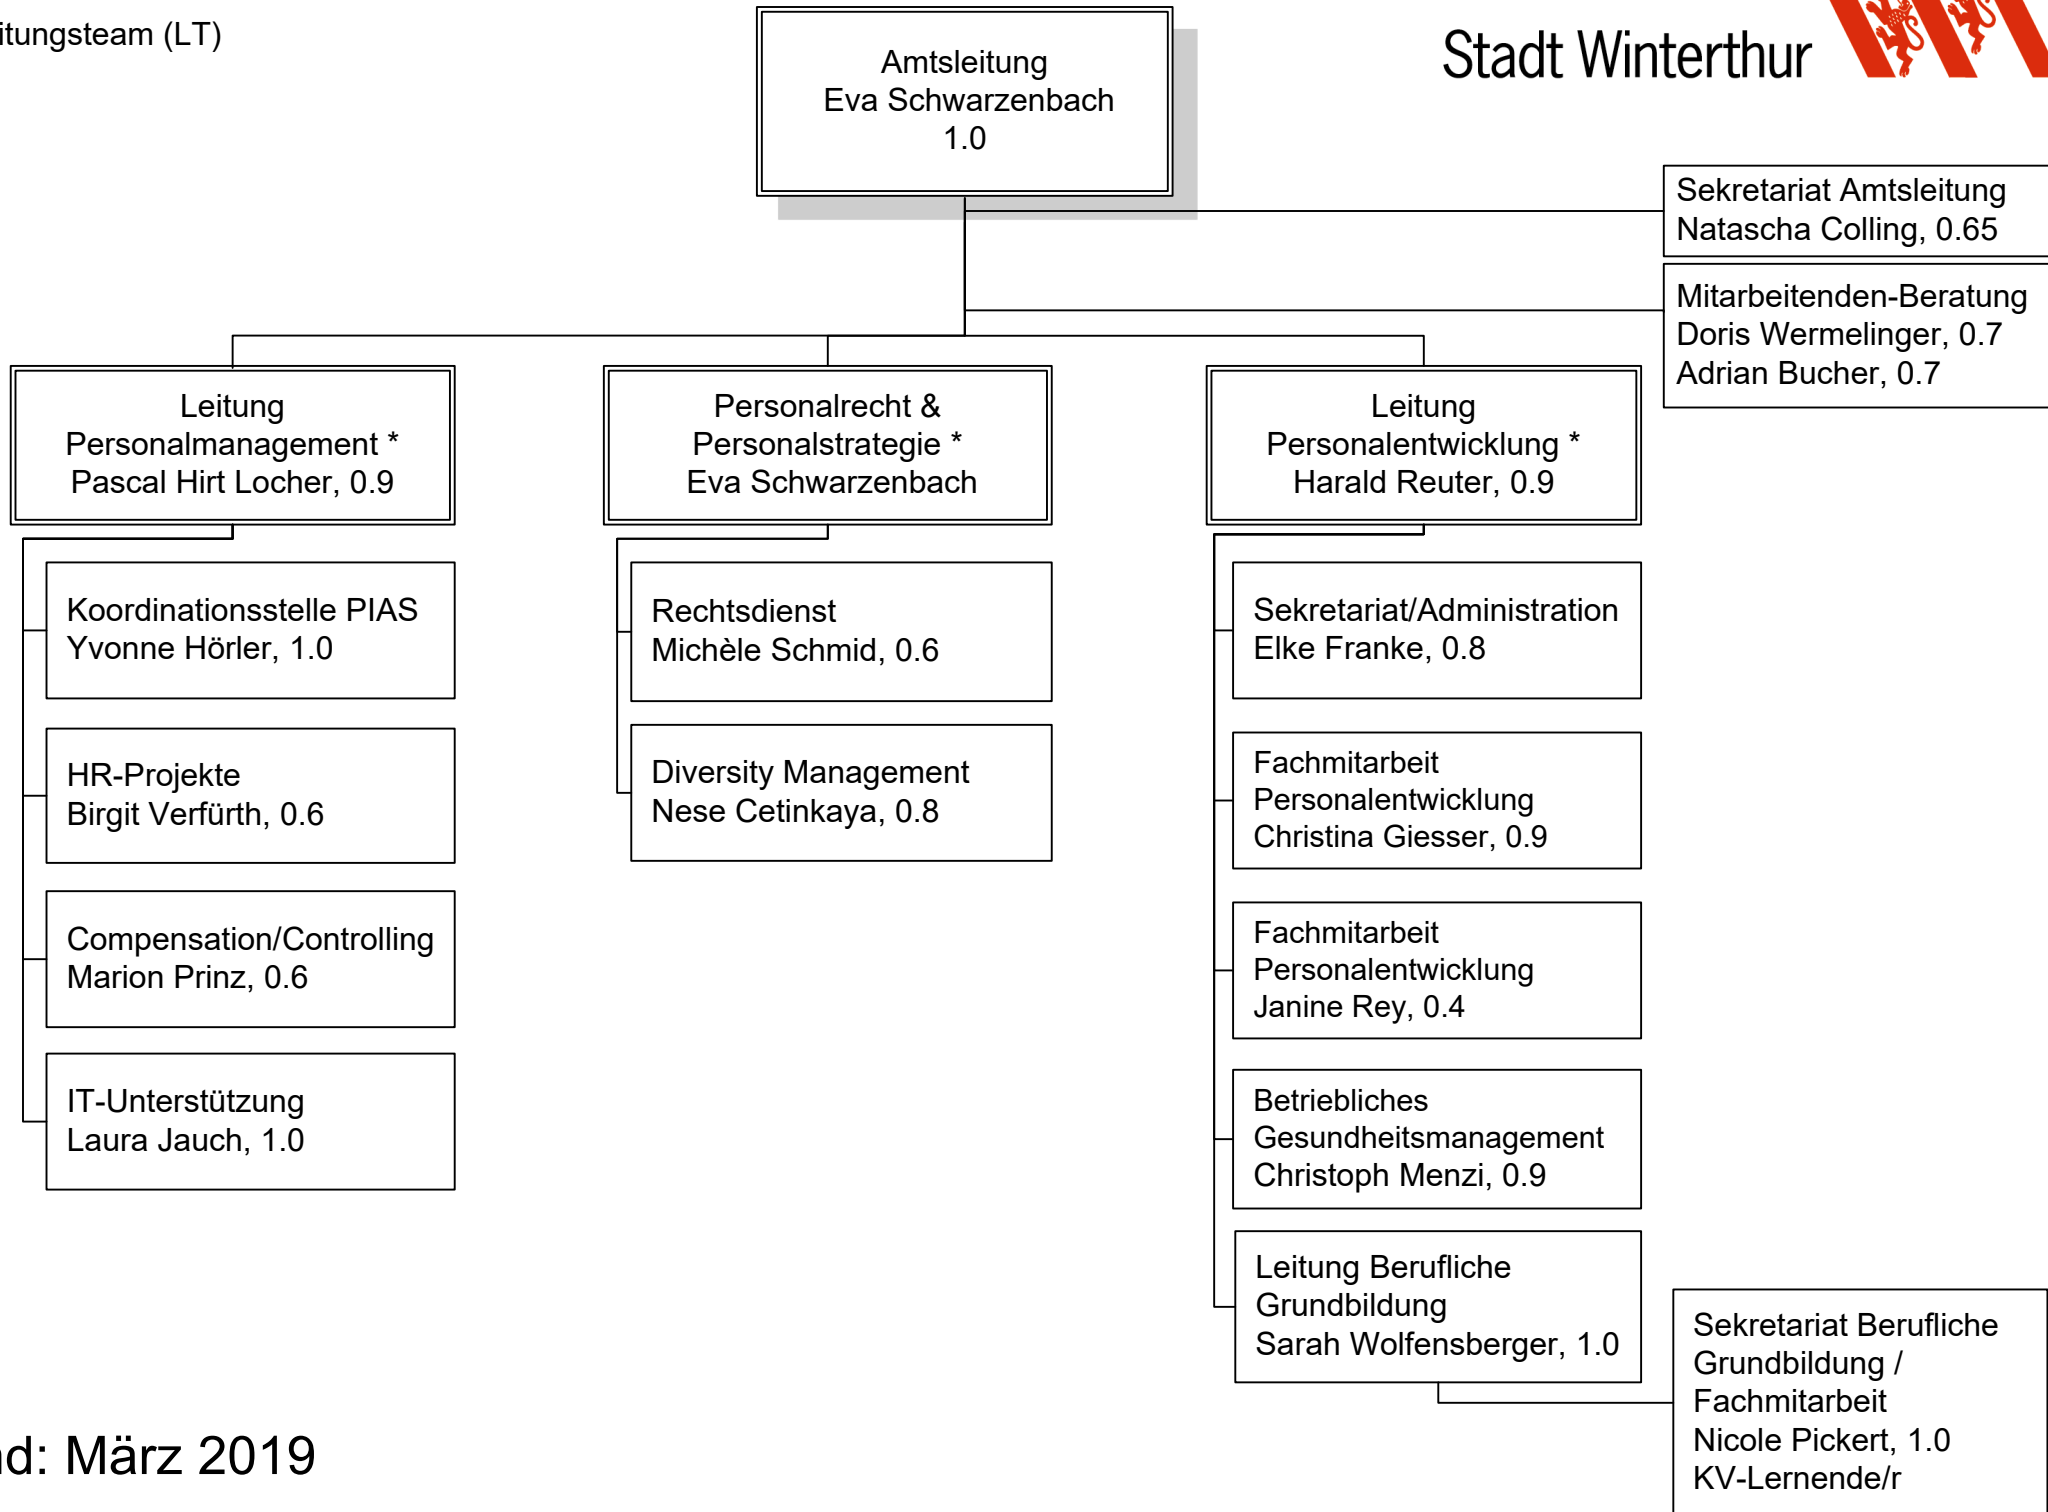 itungsteam (LT)
Stadt Winterthur
Amtsleitung
Eva Schwarzenbach
1.0
Sekretariat Amtsleitung
Natascha Colling, 0.65
Mitarbeitenden-Beratung
Doris Wermelinger, 0.7
Adrian Bucher, 0.7
Leitung
Personalmanagement *
Pascal Hirt Locher, 0.9
Personalrecht &
Personalstrategie *
Eva Schwarzenbach
Leitung
Personalentwicklung *
Harald Reuter, 0.9
Koordinationsstelle PIAS
Yvonne Hörler, 1.0
HR-Projekte
Birgit Verfürth, 0.6
Compensation/Controlling
Marion Prinz, 0.6
IT-Unterstützung
Laura Jauch, 1.0
Rechtsdienst
Michèle Schmid, 0.6
Diversity Management
Nese Cetinkaya, 0.8
Sekretariat/Administration
Elke Franke, 0.8
Fachmitarbeit
Personalentwicklung
Christina Giesser, 0.9
Fachmitarbeit
Personalentwicklung
Janine Rey, 0.4
Betriebliches
Gesundheitsmanagement
Christoph Menzi, 0.9
Leitung Berufliche
Grundbildung
Sarah Wolfensberger, 1.0
Sekretariat Berufliche
Grundbildung /
Fachmitarbeit
Nicole Pickert, 1.0
KV-Lernende/r
nd: März 2019